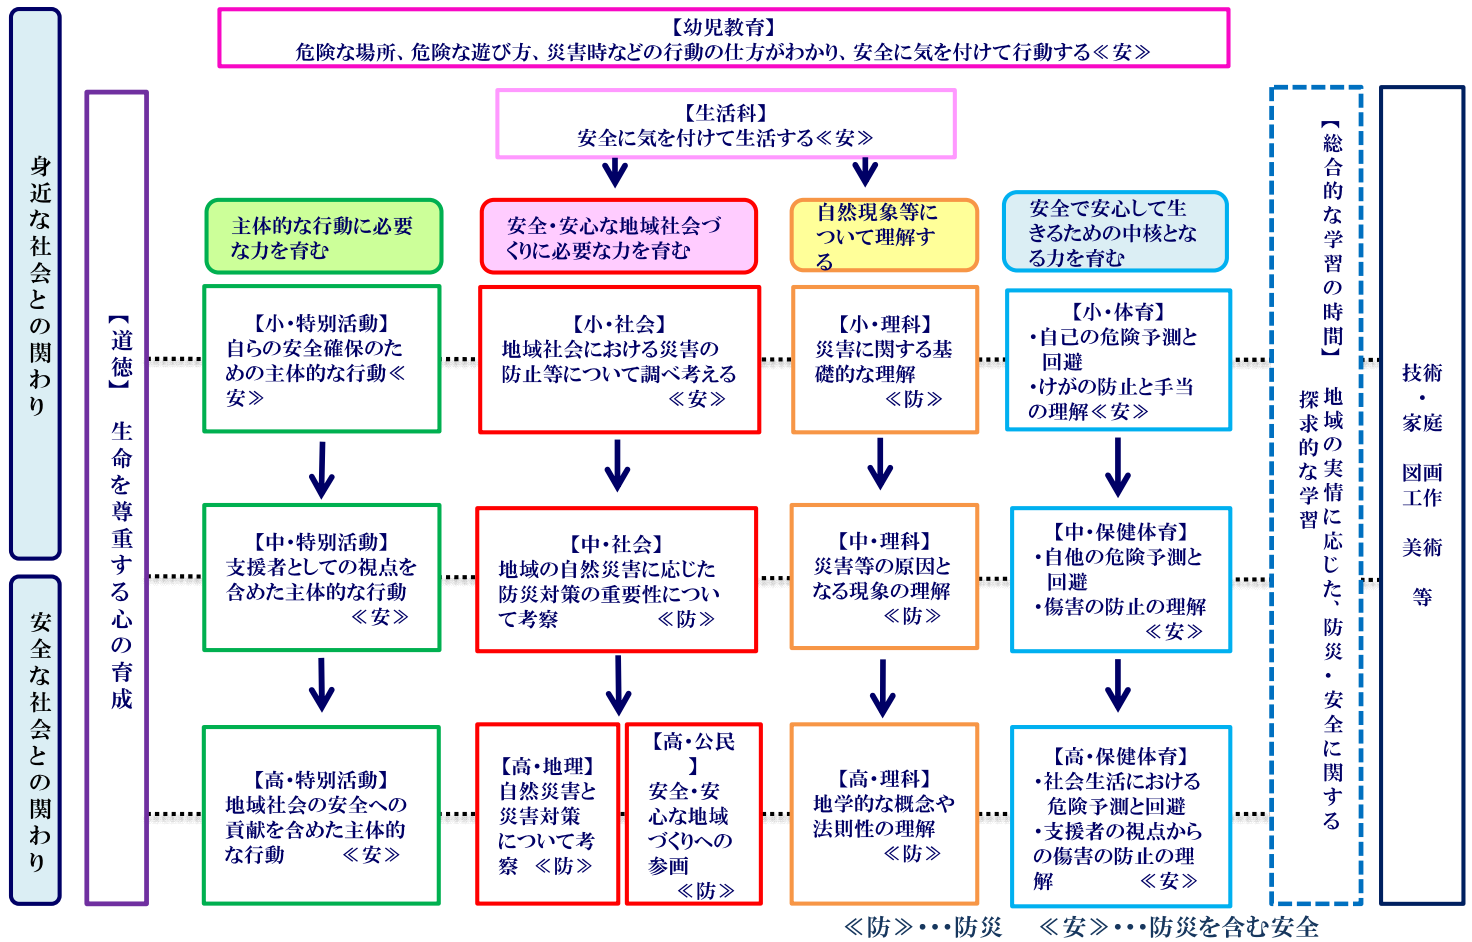 【幼児教育】
危険な場所、危険な遊び方、災害時などの行動の仕方がわかり、安全に気を付けて行動する≪安≫
身近な社会との関わり
安全な社会との関わり
【道徳】　生命を尊重する心の育成
【生活科】
安全に気を付けて生活する≪安≫
主体的な行動に必要
な力を育む
安全・安心な地域社会づ
くりに必要な力を育む
自然現象等に
ついて理解す
る
安全で安心して生
きるための中核とな
る力を育む
【小・特別活動】
自らの安全確保のた
めの主体的な行動≪
安≫
【小・社会】
地域社会における災害の
防止等について調べ考える
≪安≫
【小・理科】
災害に関する基
礎的な理解
≪防≫
【小・体育】
・自己の危険予測と
回避
・けがの防止と手当
の理解≪安≫
【中・特別活動】
支援者としての視点を
含めた主体的な行動
≪安≫
【中・社会】
地域の自然災害に応じた
防災対策の重要性につい
て考察　≪防≫
【中・理科】
災害等の原因と
なる現象の理解
≪防≫
【中・保健体育】
・自他の危険予測と
回避
・傷害の防止の理解
≪安≫
【高・特別活動】
地域社会の安全への
貢献を含めた主体的
な行動　≪安≫
【高・地理】
自然災害と
災害対策
について考
察　≪防≫
【高・公民
】
安全・安
心な地域
づくりへの
参画
≪防≫
【高・理科】
地学的な概念や
法則性の理解
≪防≫
【高・保健体育】
・社会生活における
危険予測と回避
・支援者の視点から
の傷害の防止の理
解　≪安≫
【総合的な学習の時間】　地域の実情に応じた、防災・安全に関する
探求的な学習
技術
・
家庭
図画
工作
美術
等
≪防≫・・・防災　≪安≫・・・防災を含む安全